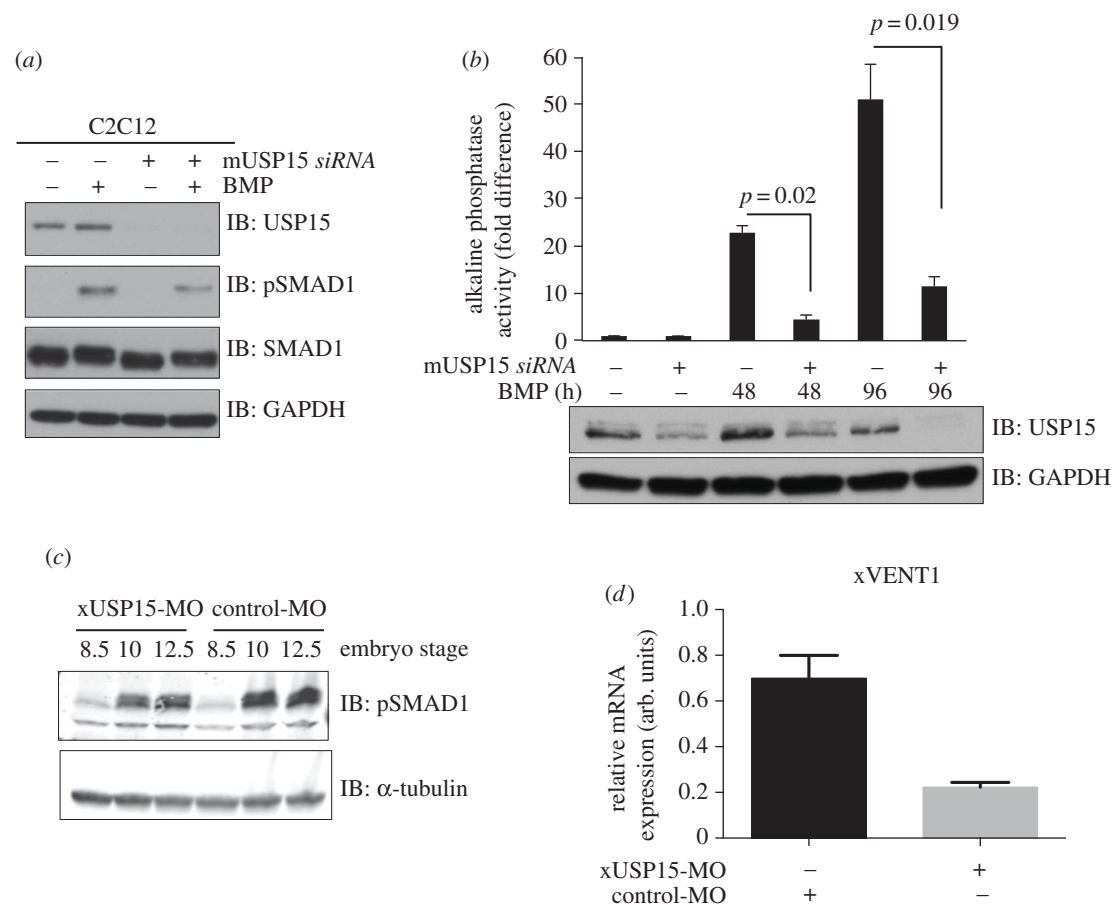 (a)
C2C12
– – + + mUSP15 siRNA
– + – + BMP
IB: USP15
IB: pSMAD1
IB: SMAD1
IB: GAPDH
(b)
alkaline phosphatase
activity (fold difference)
60
50
40
30
20
10
0
p = 0.02
p = 0.019
mUSP15 siRNA – + – + – +
BMP (h) – – 48 48 96 96
IB: USP15
IB: GAPDH
(c)
xUSP15-MO control-MO
8.5 10 12.5 8.5 10 12.5 embryo stage
IB: pSMAD1
IB: α-tubulin
(d)
xVENT1
relative mRNA
expression (arb. units)
1.0
0.8
0.6
0.4
0.2
0
xUSP15-MO – +
control-MO + –